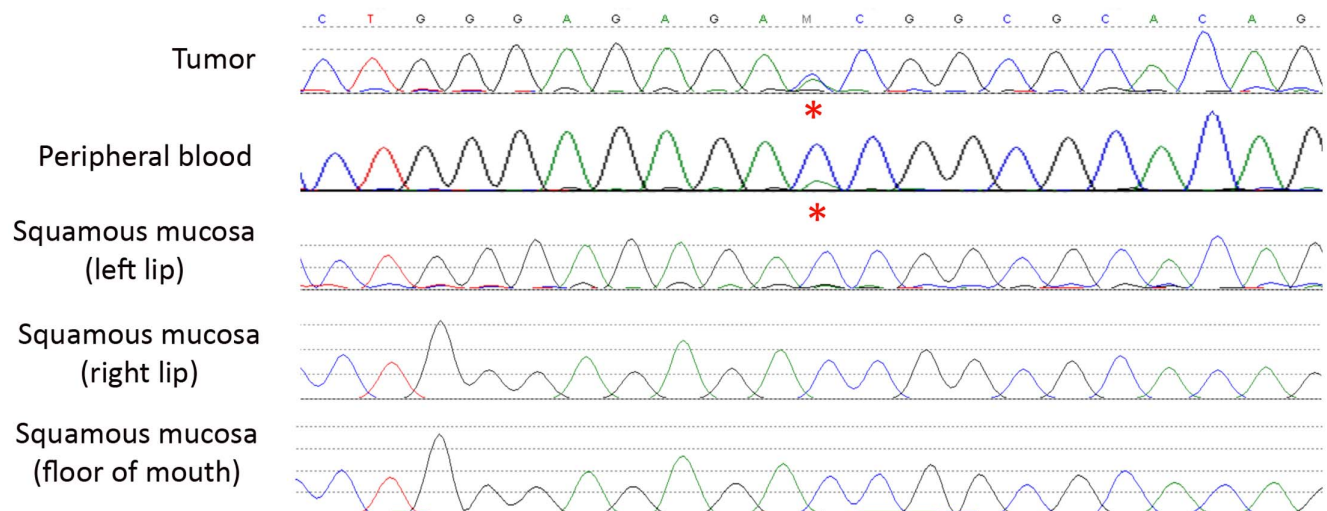 C T G G G A G A G A M C G G C G C A C A G
Tumor
*
Peripheral blood
*
Squamous mucosa
(left lip)
Squamous mucosa
(right lip)
Squamous mucosa
(floor of mouth)